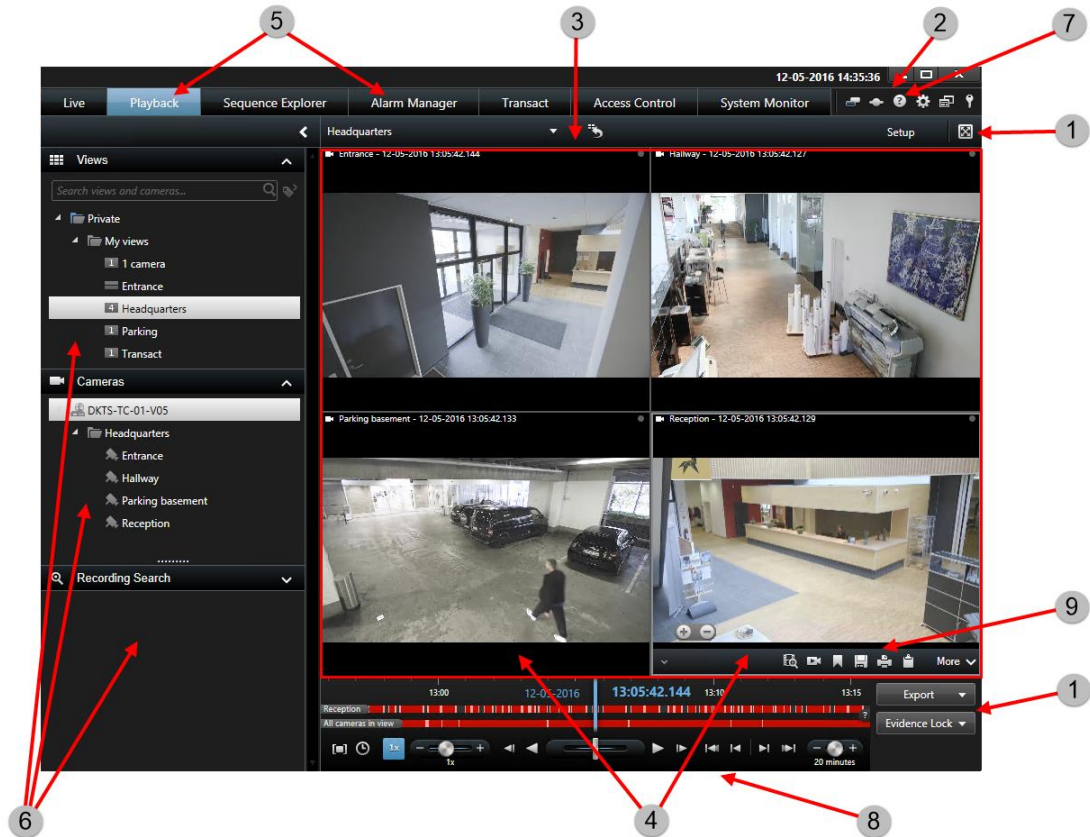 5
3
2
7
12-05-2016 14:35:36
Live
Playback
Sequence Explorer
Alarm Manager
Transact
Access Control
System Monitor
Headquarters
Setup
1
Views
Search views and cameras...
Private
My views
1 1 camera
Entrance
4 Headquarters
1 Parking
1 Transact
Cameras
DKTS-TC-01-V05
Headquarters
Entrance
Hallway
Parking basement
Reception
Recording Search
Entrance - 12-05-2016 13:05:42.144
Hallway - 12-05-2016 13:05:42.127
Parking basement - 12-05-2016 13:05:42.133
Reception - 12-05-2016 13:05:42.129
9
More
13:00
12-05-2016
13:05:42.144
13:10
13:15
Reception
?
All cameras in view
1x
1x
20 minutes
Export
Evidence Lock
1
6
4
8